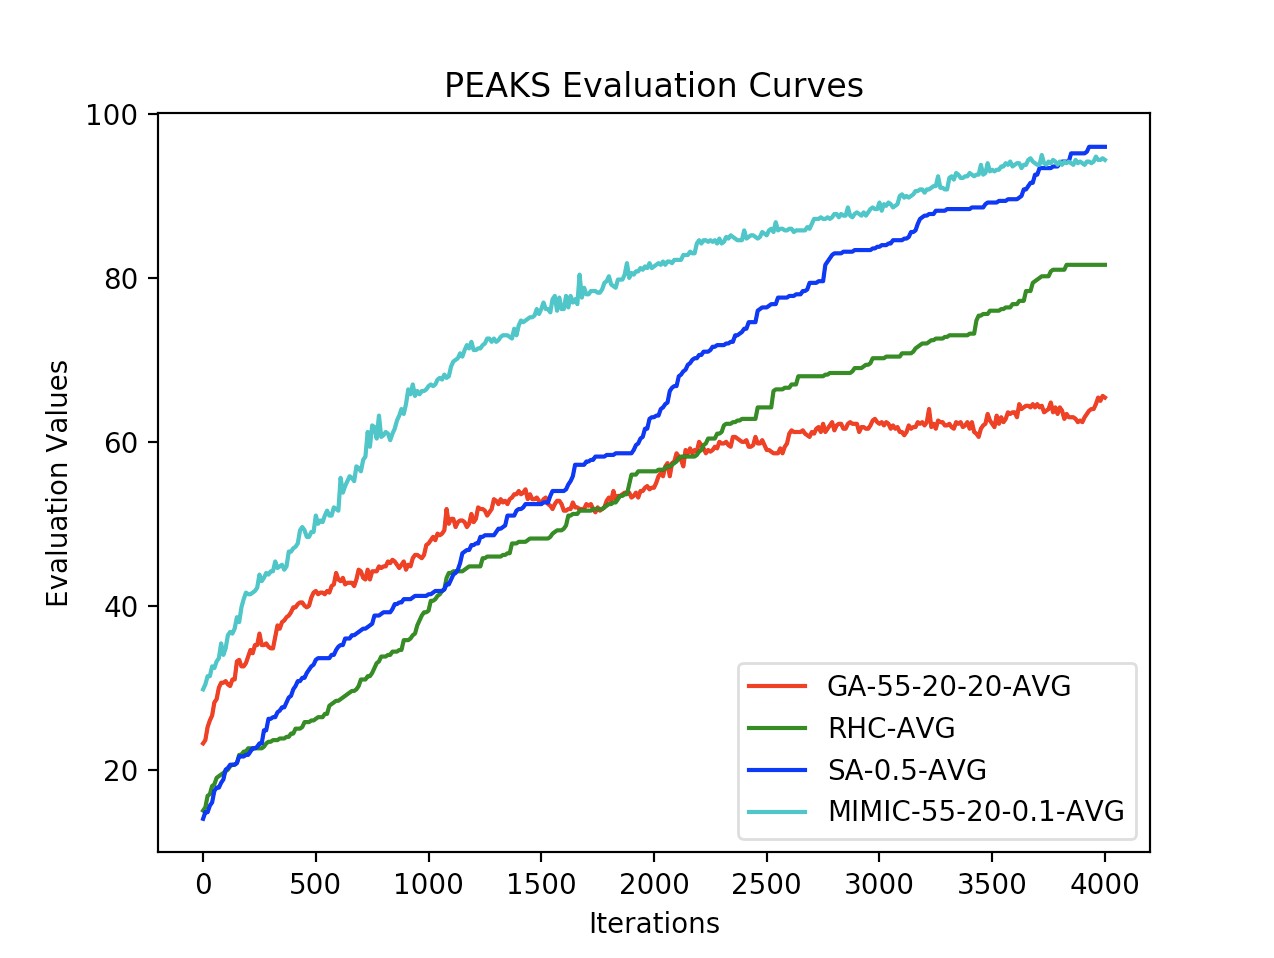 PEAKS Evaluation Curves
100
80
60
40
20
Evaluation Values
GA-55-20-20-AVG
RHC-AVG
SA-0.5-AVG
MIMIC-55-20-0.1-AVG
0 500 1000 1500 2000 2500 3000 3500 4000
Iterations